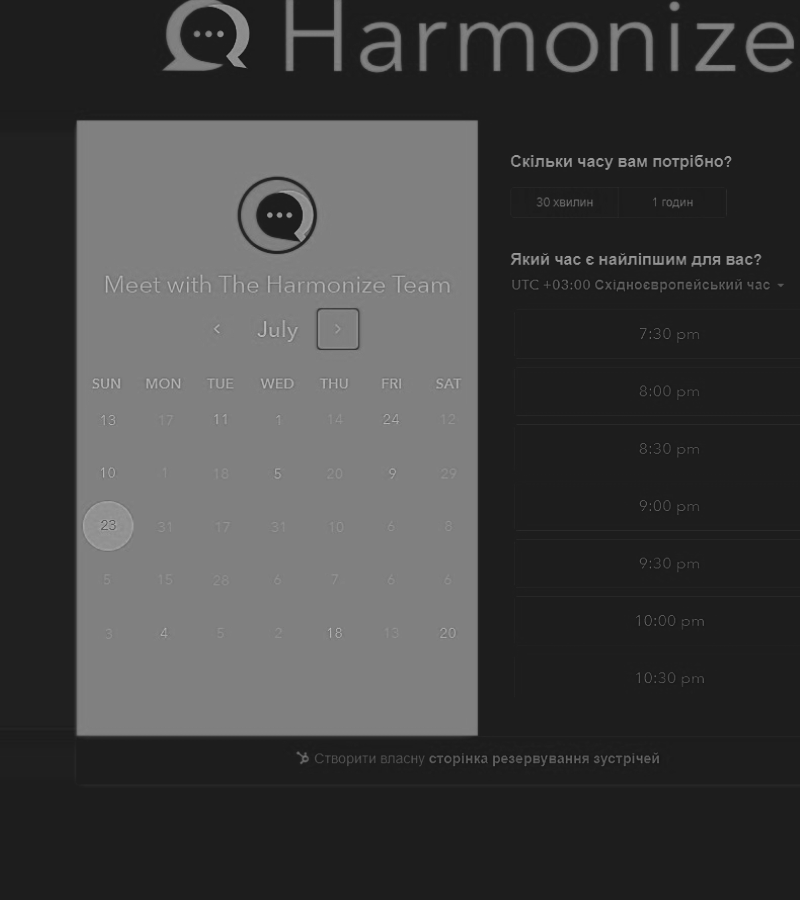 Harmonize
Meet with The Harmonize Team
July
SUN MON TUE WED THU FRI SAT
13 17 11 1 14 24 12
10 1 18 5 20 9 29
23 31 17 31 10 6 8
5 15 28 6 7 6 6
3 4 5 2 18 13 20
Скільки часу вам потрібно?
30 хвилин 1 годин
Який час є найліпшим для вас?
UTC +03:00 Східноєвропейський час
7:30 pm
8:00 pm
8:30 pm
9:00 pm
9:30 pm
10:00 pm
10:30 pm
Створити власну сторінка резервування зустрічей